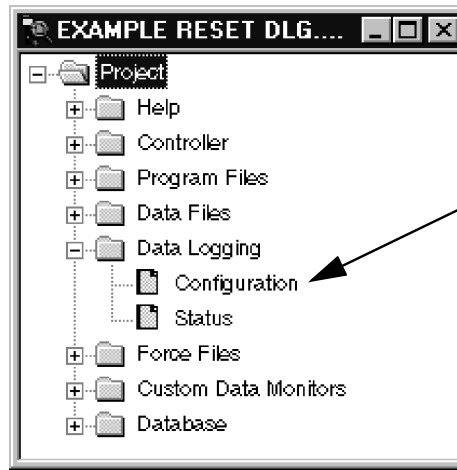 EXAMPLE RESET DLG....
Project
Help
Controller
Program Files
Data Files
Data Logging
Configuration
Status
Force Files
Custom Data Monitors
Database